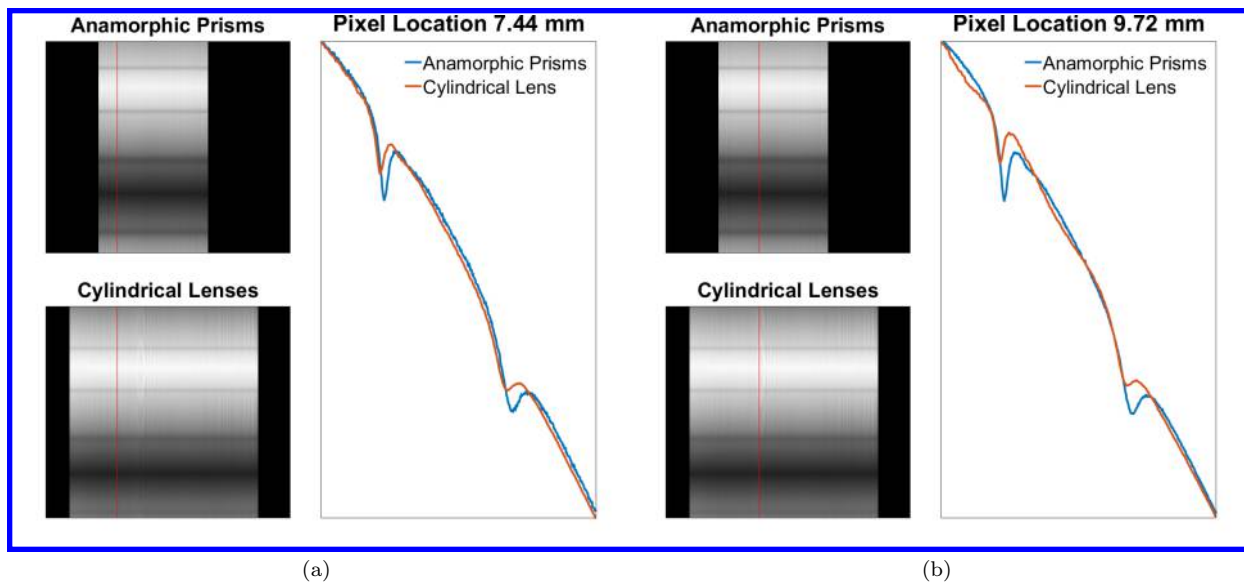 Anamorphic Prisms
Pixel Location 7.44 mm
Anamorphic Prisms
Cylindrical Lens
Cylindrical Lenses
Anamorphic Prisms
Pixel Location 9.72 mm
Anamorphic Prisms
Cylindrical Lens
Cylindrical Lenses
(a)
(b)